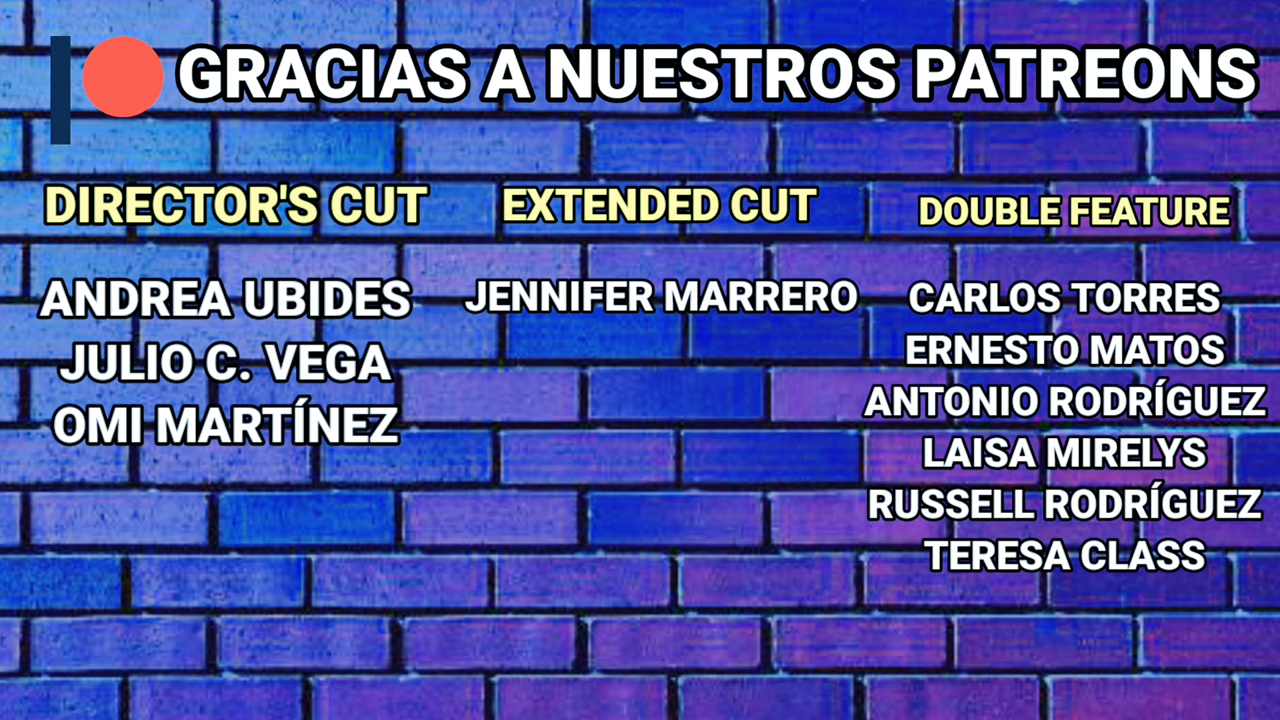 GRACIAS A NUESTROS PATREONS
DIRECTOR'S CUT
ANDREA UBIDES
JULIO C. VEGA
OMI MARTÍNEZ
EXTENDED CUT
JENNIFER MARRERO
DOUBLE FEATURE
CARLOS TORRES
ERNESTO MATOS
ANTONIO RODRÍGUEZ
LAISA MIRELYS
RUSSELL RODRÍGUEZ
TERESA CLASS